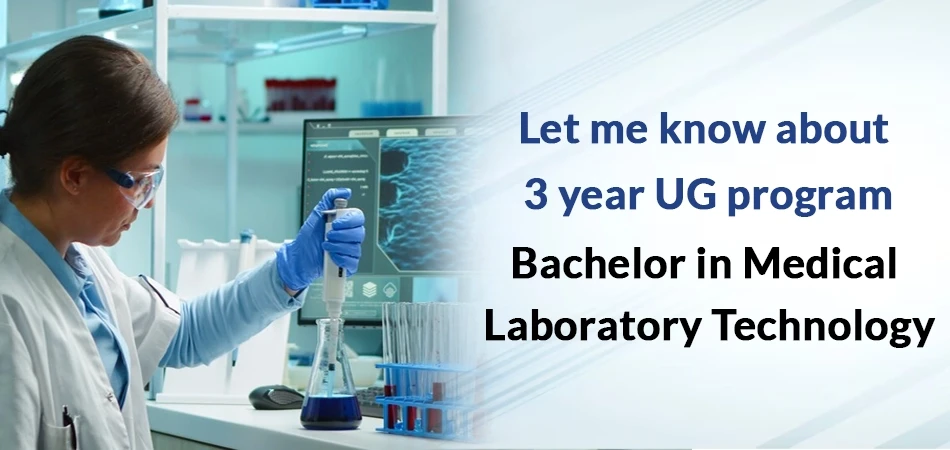 Let me know about
3 year UG program
Bachelor in Medical
Laboratory Technology